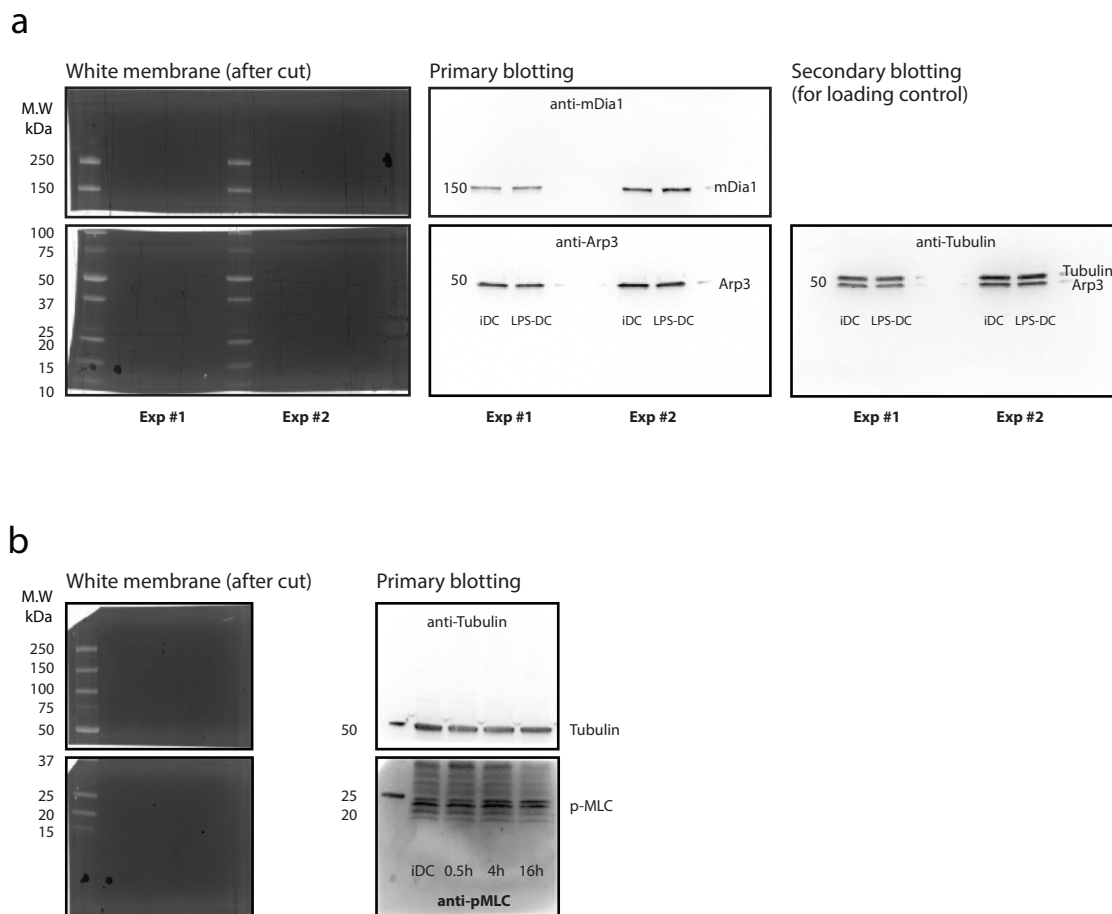 a
White membrane (after cut)
Primary blotting
Secondary blotting
(for loading control)
M.W
kDa
250
150
100
75
50
37
25
20
15
10
anti-mDia1
150
mDia1
anti-Arp3
50
Arp3
iDC LPS-DC iDC LPS-DC
anti-Tubulin
50
Tubulin
Arp3
iDC LPS-DC iDC LPS-DC
Exp #1 Exp #2
Exp #1 Exp #2
Exp #1 Exp #2
b
White membrane (after cut)
Primary blotting
M.W
kDa
250
150
100
75
50
37
25
20
15
anti-Tubulin
50
Tubulin
25
20
p-MLC
iDC 0.5h 4h 16h
anti-pMLC